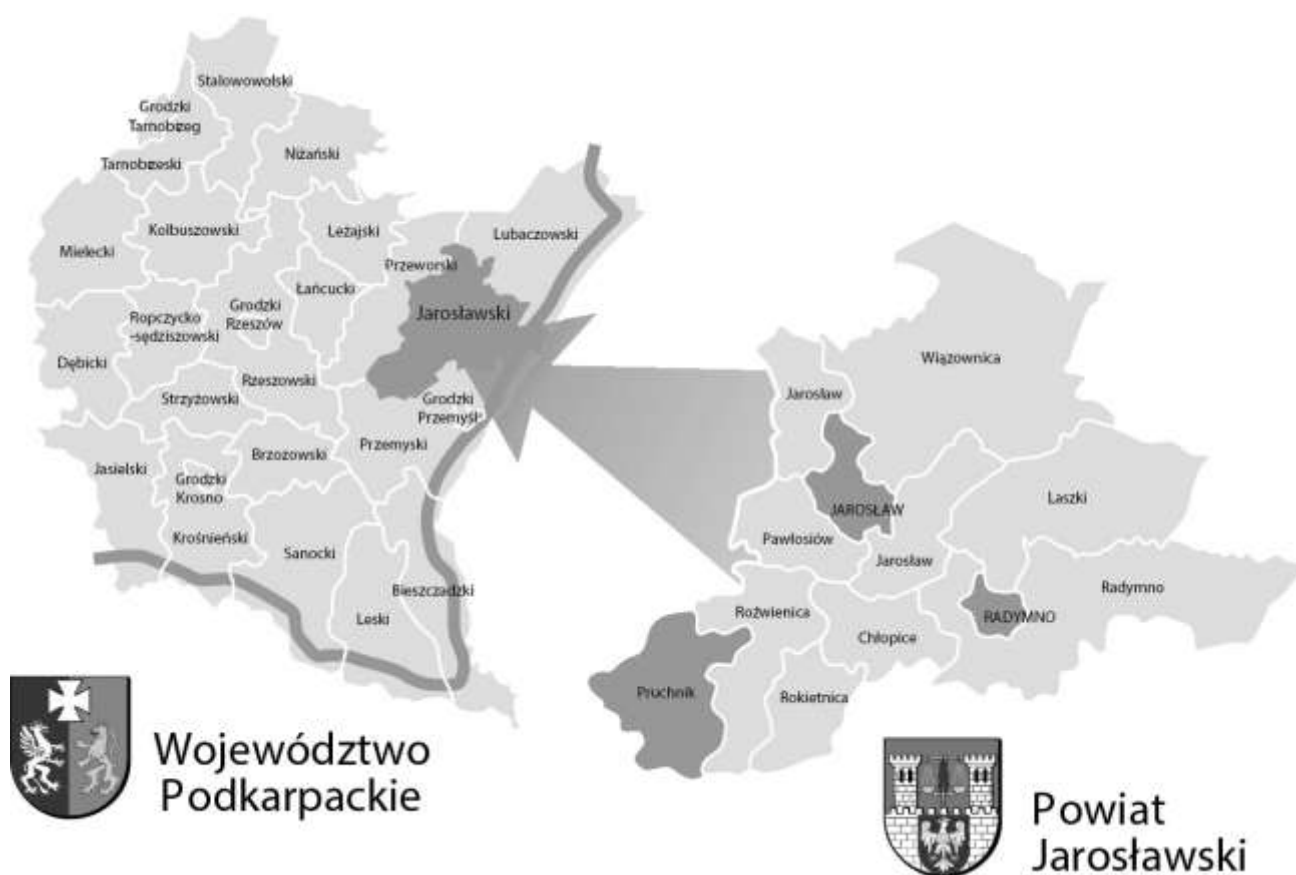 Stalowowolski
Grodzki
Tarnobrzeg
Tarnobrzeski
Niżański
Kolbuszowski
Leżajski
Lubaczowski
Mielecki
Przeworski
Łańcucki
Jarosławski
Grodzki
Rzeszów
Ropczycko
-sędziszowski
Dębicki
Rzeszowski
Strzyżowski
Grodzki
Przemyśl
Przemyski
Brzozowski
Jasielski
Grodzki
Krosno
Krośnieński
Sanocki
Bieszczadzki
Leski
Województwo
Podkarpackie
Wiązownica
Jarosław
JAROSŁAW
Laszki
Pawłosiów
Jarosław
Radymno
RADYMNO
Roźwienica
Chłopice
Pruchnik
Rokietnica
Powiat
Jarosławski